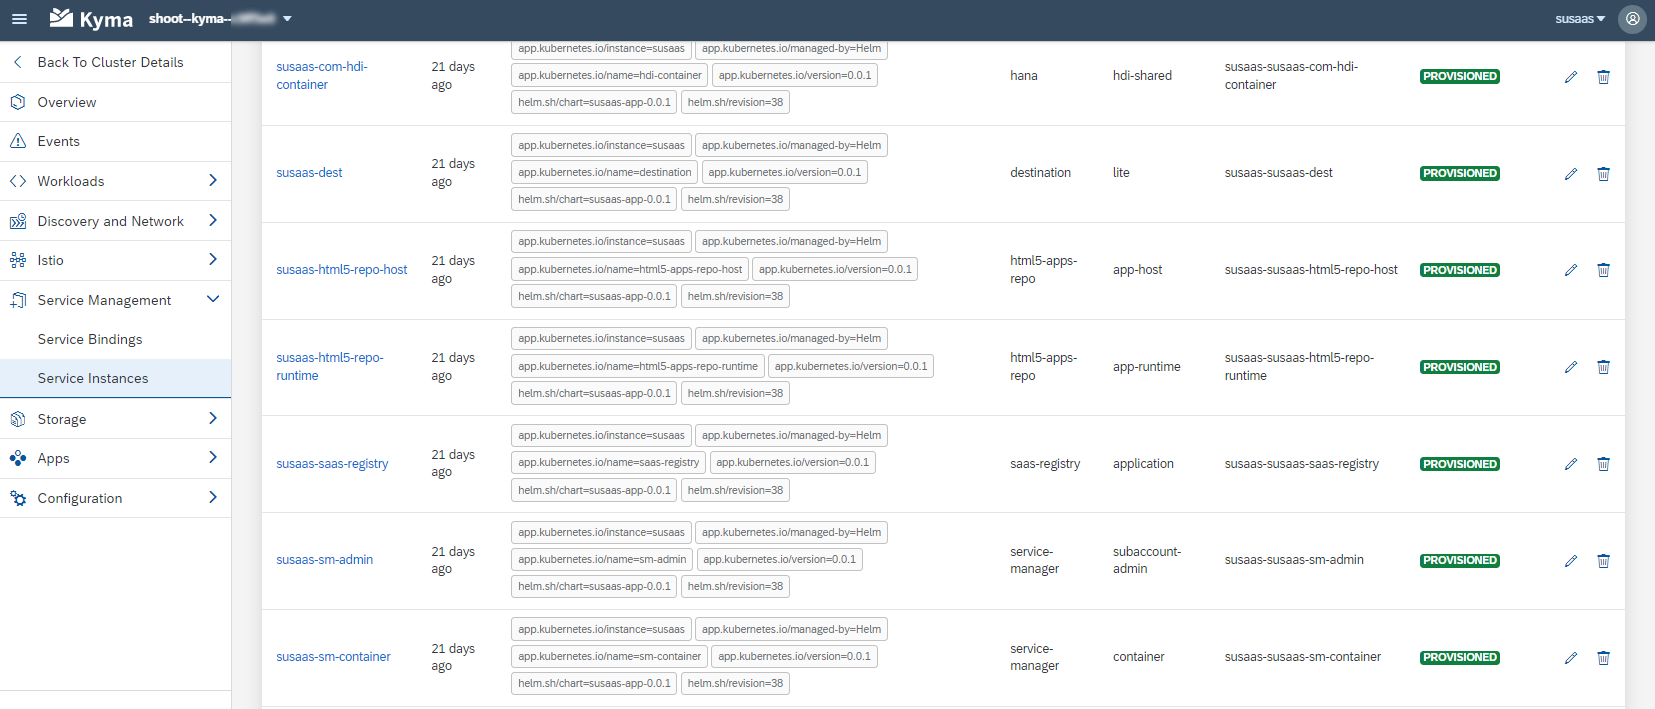 Kyma
shoot--kyma--
susaas
Back To Cluster Details
Overview
Events
Workloads
Discovery and Network
Istio
Service Management
Service Bindings
Service Instances
Storage
Apps
Configuration
app.kubernetes.io/instance=susaas app.kubernetes.io/managed-by=Helm
susaas-com-hdi-
container
21 days
ago
app.kubernetes.io/name=hdi-container app.kubernetes.io/version=0.0.1
helm.sh/chart=susaas-app-0.0.1 helm.sh/revision=38
hana
hdi-shared
susaas-susaas-com-hdi-
container
PROVISIONED
susaas-dest
21 days
ago
app.kubernetes.io/instance=susaas app.kubernetes.io/managed-by=Helm
app.kubernetes.io/name=destination app.kubernetes.io/version=0.0.1
helm.sh/chart=susaas-app-0.0.1 helm.sh/revision=38
destination
lite
susaas-susaas-dest
PROVISIONED
susaas-html5-repo-host
21 days
ago
app.kubernetes.io/instance=susaas app.kubernetes.io/managed-by=Helm
app.kubernetes.io/name=html5-apps-repo-host app.kubernetes.io/version=0.0.1
helm.sh/chart=susaas-app-0.0.1 helm.sh/revision=38
html5-apps-
repo
app-host
susaas-susaas-html5-repo-host
PROVISIONED
susaas-html5-repo-
runtime
21 days
ago
app.kubernetes.io/instance=susaas app.kubernetes.io/managed-by=Helm
app.kubernetes.io/name=html5-apps-repo-runtime app.kubernetes.io/version=0.0.1
helm.sh/chart=susaas-app-0.0.1 helm.sh/revision=38
html5-apps-
repo
app-runtime
susaas-susaas-html5-repo-
runtime
PROVISIONED
susaas-saas-registry
21 days
ago
app.kubernetes.io/instance=susaas app.kubernetes.io/managed-by=Helm
app.kubernetes.io/name=saas-registry app.kubernetes.io/version=0.0.1
helm.sh/chart=susaas-app-0.0.1 helm.sh/revision=38
saas-registry
application
susaas-susaas-saas-registry
PROVISIONED
susaas-sm-admin
21 days
ago
app.kubernetes.io/instance=susaas app.kubernetes.io/managed-by=Helm
app.kubernetes.io/name=sm-admin app.kubernetes.io/version=0.0.1
helm.sh/chart=susaas-app-0.0.1 helm.sh/revision=38
service-
manager
subaccount-
admin
susaas-susaas-sm-admin
PROVISIONED
susaas-sm-container
21 days
ago
app.kubernetes.io/instance=susaas app.kubernetes.io/managed-by=Helm
app.kubernetes.io/name=sm-container app.kubernetes.io/version=0.0.1
helm.sh/chart=susaas-app-0.0.1 helm.sh/revision=38
service-
manager
container
susaas-susaas-sm-container
PROVISIONED